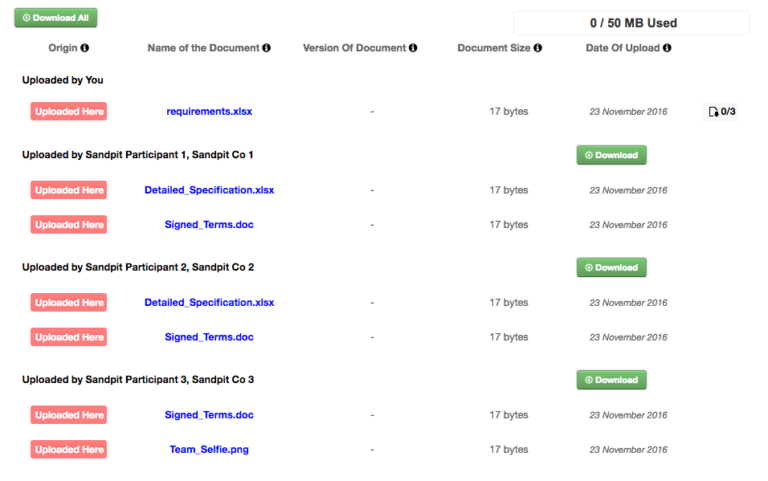 Download All
0 / 50 MB Used
Origin Name of the Document Version Of Document Document Size Date Of Upload
Uploaded by You
Uploaded Here requirements.xlsx - 17 bytes 23 November 2016 0/3
Uploaded by Sandpit Participant 1, Sandpit Co 1 Download
Uploaded Here Detailed_Specification.xlsx - 17 bytes 23 November 2016
Uploaded Here Signed_Terms.doc - 17 bytes 23 November 2016
Uploaded by Sandpit Participant 2, Sandpit Co 2 Download
Uploaded Here Detailed_Specification.xlsx - 17 bytes 23 November 2016
Uploaded Here Signed_Terms.doc - 17 bytes 23 November 2016
Uploaded by Sandpit Participant 3, Sandpit Co 3 Download
Uploaded Here Signed_Terms.doc - 17 bytes 23 November 2016
Uploaded Here Team_Selfie.png - 17 bytes 23 November 2016